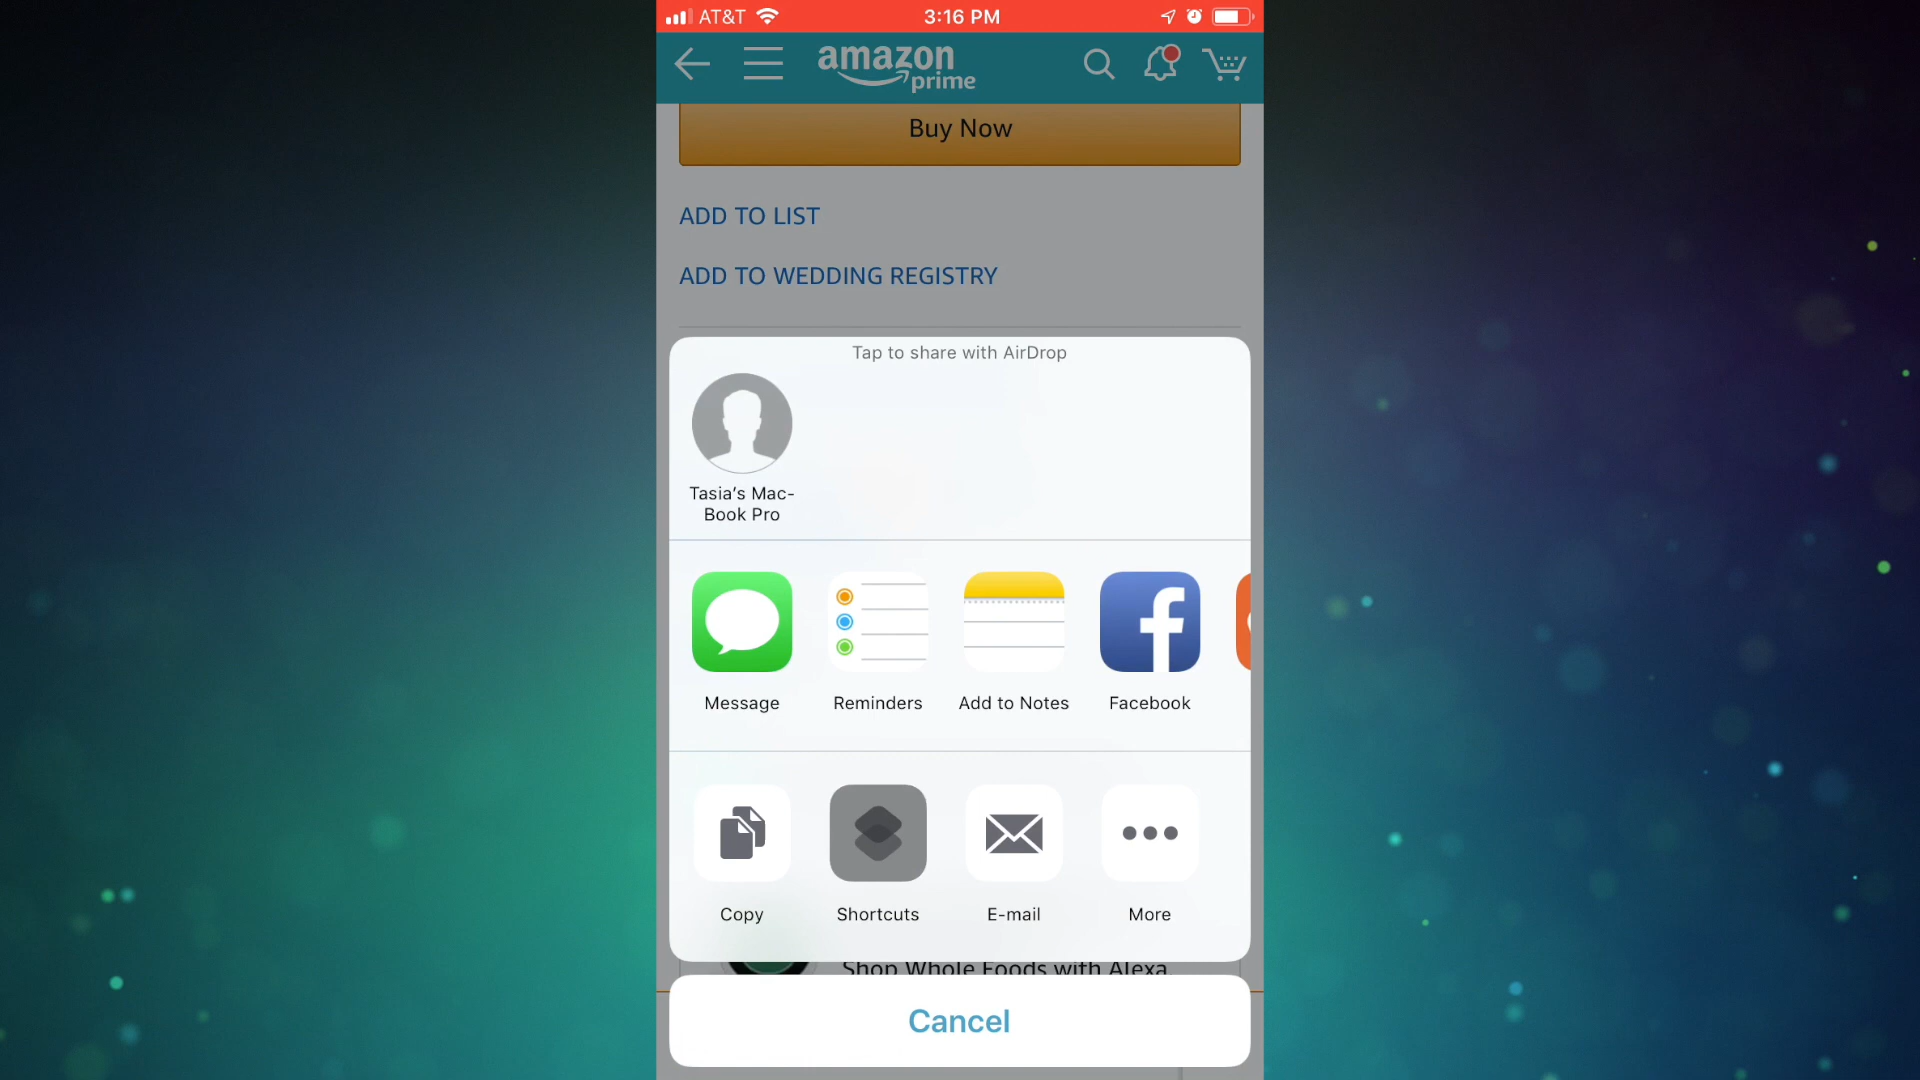 AT&T
3:16 PM
amazon
prime
Buy Now
ADD TO LIST
ADD TO WEDDING REGISTRY
Tap to share with AirDrop
Tasia’s Mac-
Book Pro
Message
Reminders
Add to Notes
Facebook
Copy
Shortcuts
E-mail
More
Shop Whole Foods with Alexa
Cancel